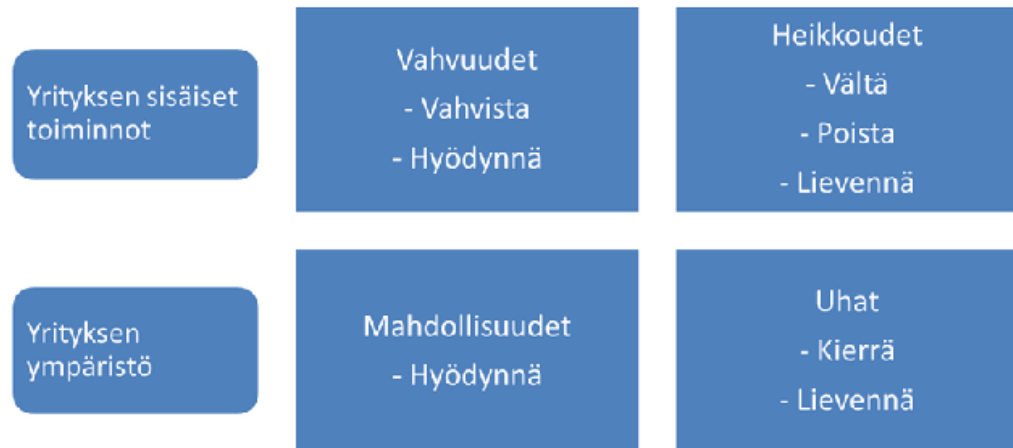 Yrityksen sisäiset
toiminnot
Vahvuudet
- Vahvista
- Hyödynnä
Heikkoudet
- Vältä
- Poista
- Lievennä
Yrityksen
ympäristö
Mahdollisuudet
- Hyödynnä
Uhat
- Kierrä
- Lievennä